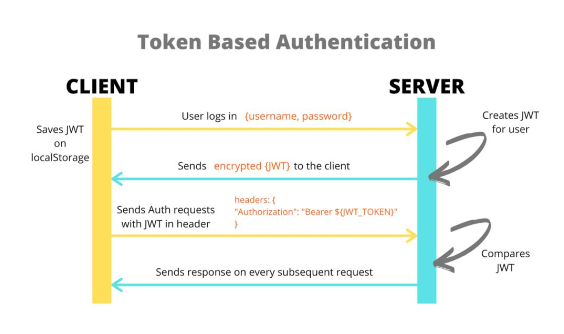 Token Based Authentication
CLIENT
SERVER
User logs in {username, password}
Creates JWT
for user
Saves JWT
on
localStorage
Sends encrypted {JWT} to the client
Sends Auth requests
with JWT in header
headers: {
"Authorization": "Bearer ${JWT_TOKEN}"
}
Compares
JWT
Sends response on every subsequent request